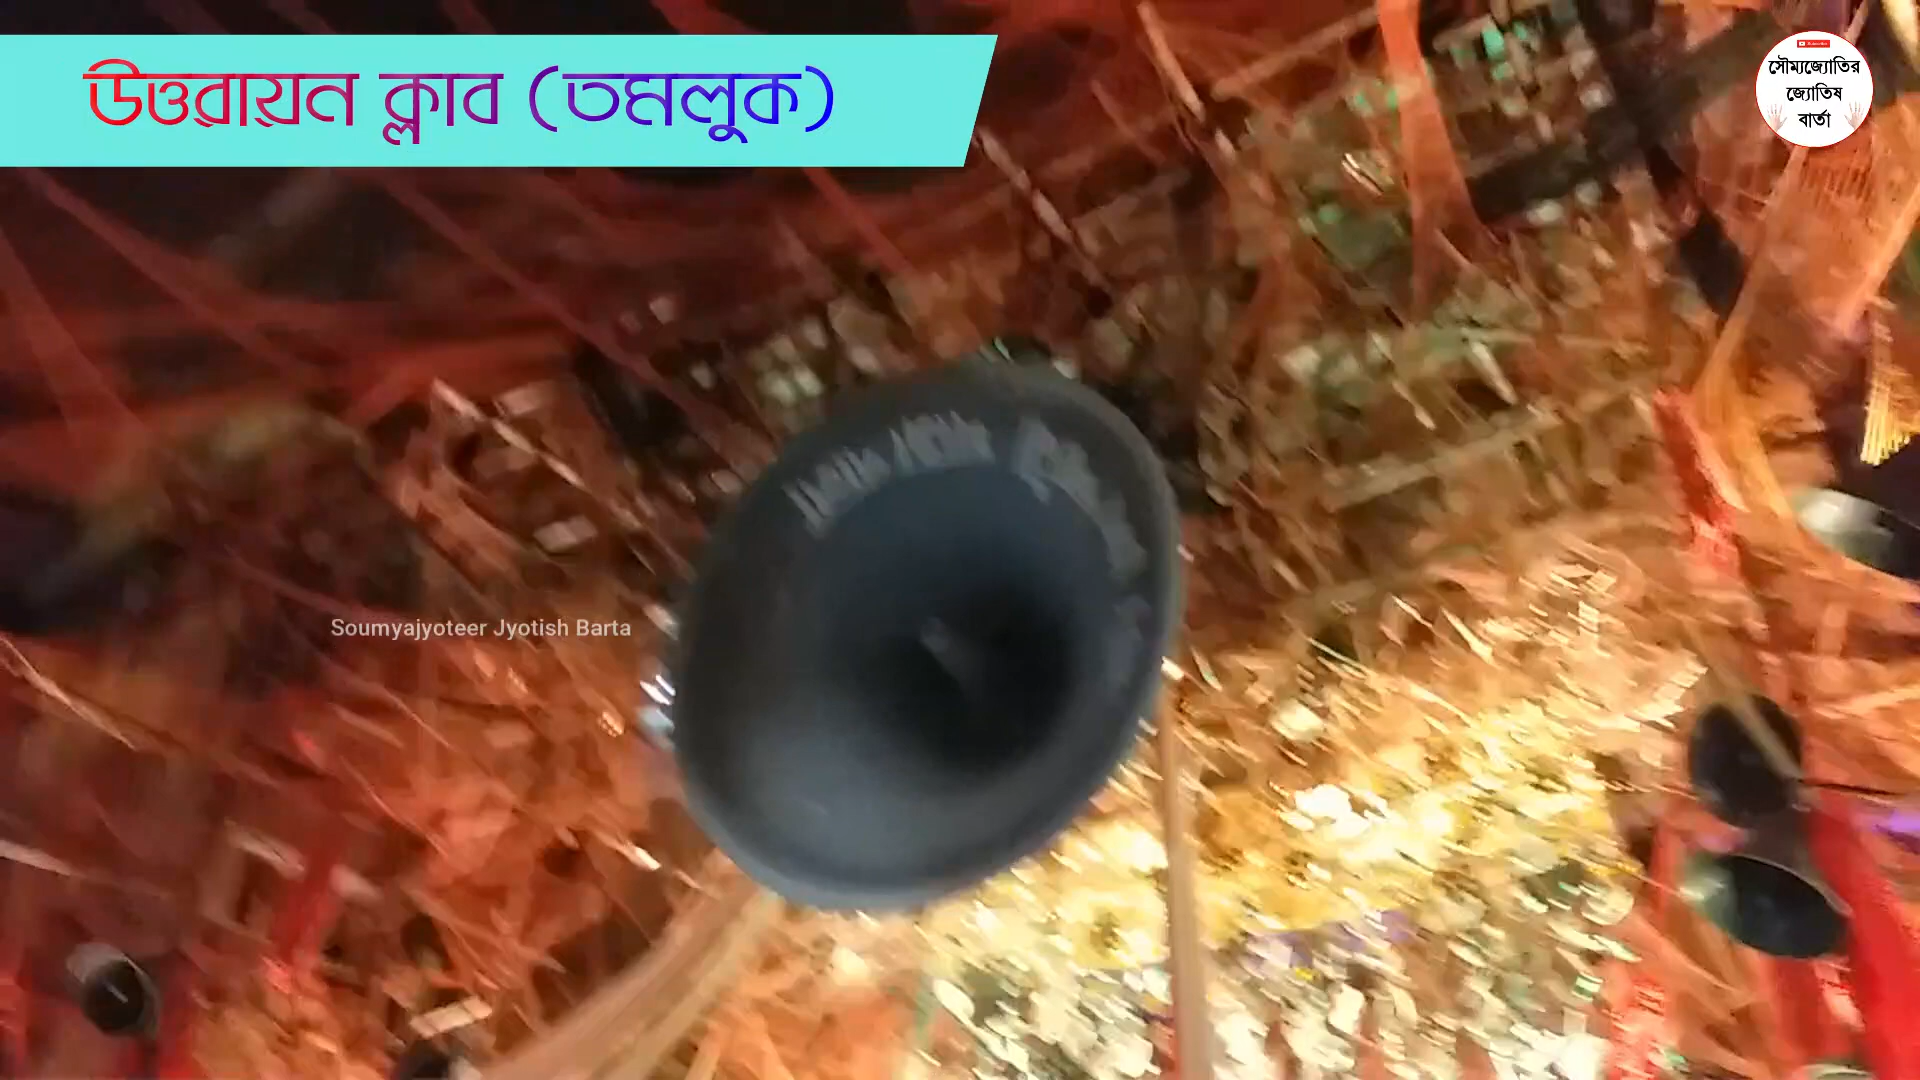 উত্তরায়ন ক্লাব (তমলুক)
সৌম্যজ্যোতির
জ্যোতিষ
বার্তা
Soumyajyoteer Jyotish Barta